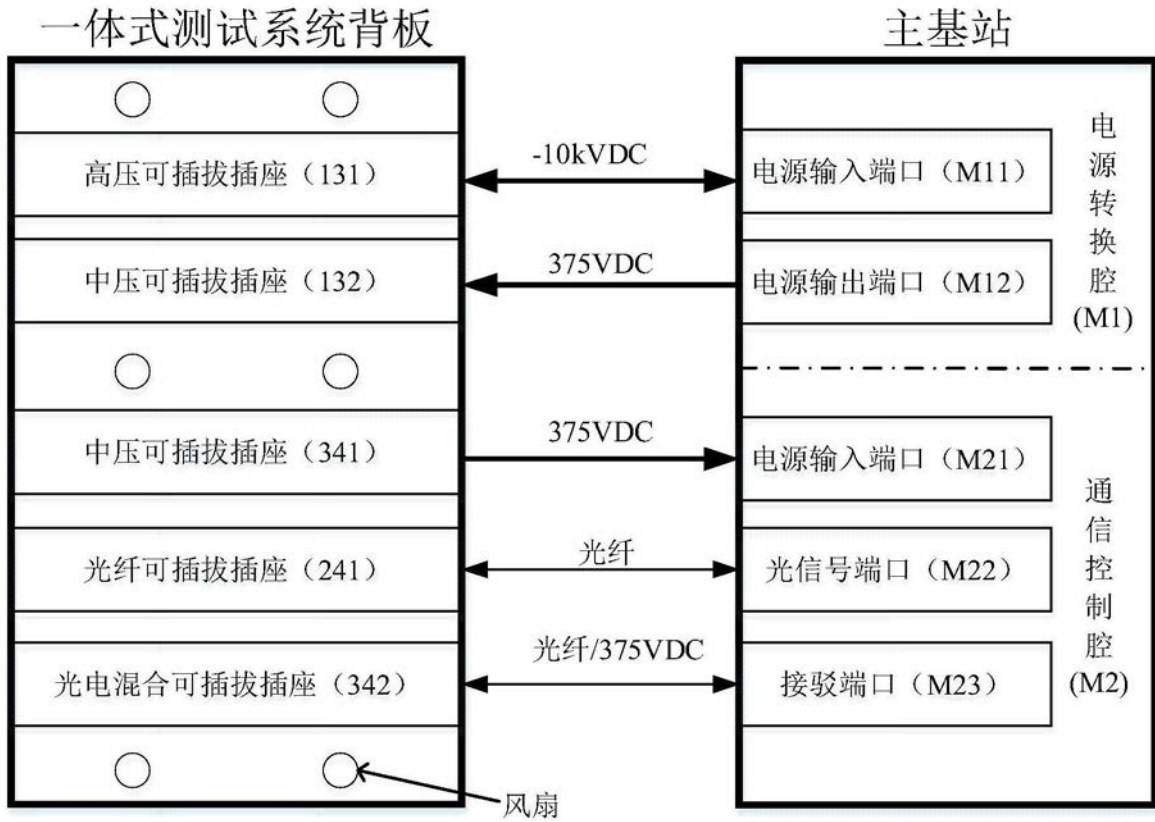 一体式测试系统背板
主基站
高压可插拔插座（131）
-10kVDC
电源输入端口（M11）
中压可插拔插座（132）
375VDC
电源输出端口（M12）
电源转换腔
(M1)
中压可插拔插座（341）
375VDC
电源输入端口（M21）
光纤可插拔插座（241）
光纤
光信号端口（M22）
光电混合可插拔插座（342）
光纤/375VDC
接驳端口（M23）
通信控制腔
(M2)
风扇